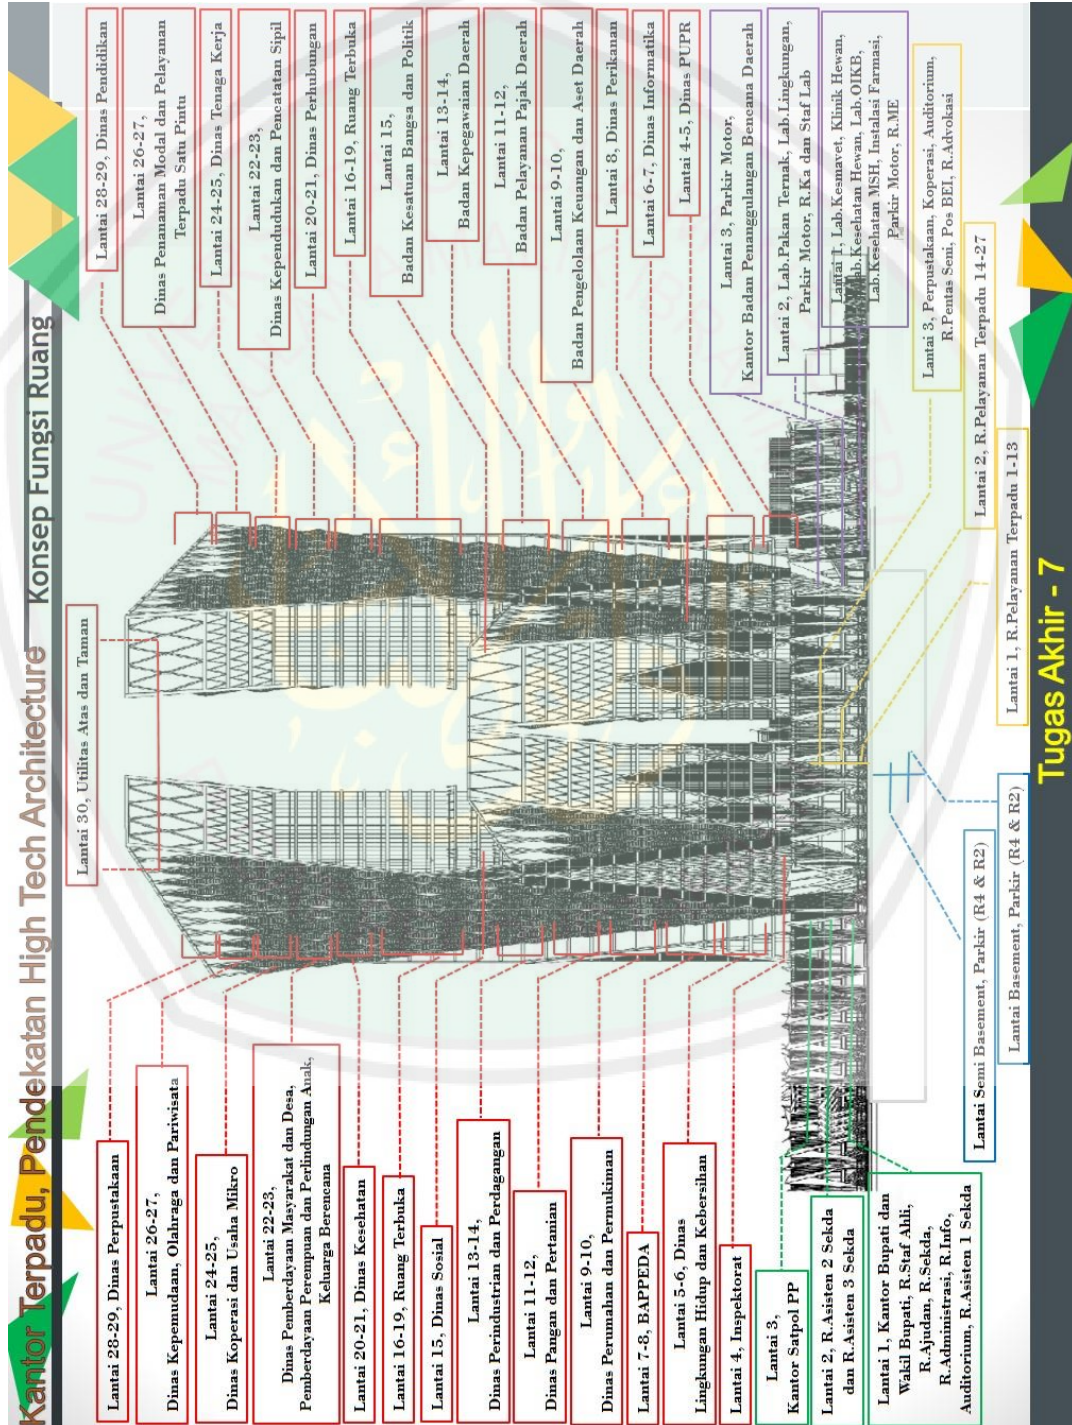 Kantor Terpadu, Pendekatan High Tech Architecture
Konsep Fungsi Ruang
Lantai 28-29, Dinas Perpustakaan
Lantai 26-27,
Dinas Kepemudaan, Olahraga dan Pariwisata
Lantai 24-25,
Dinas Koperasi dan Usaha Mikro
Lantai 22-23,
Dinas Pemberdayaan Masyarakat dan Desa,
Pemberdayaan Perempuan dan Perlindungan Anak,
Keluarga Berencana
Lantai 20-21, Dinas Kesehatan
Lantai 16-19, Ruang Terbuka
Lantai 15, Dinas Sosial
Lantai 13-14,
Dinas Perindustrian dan Perdagangan
Lantai 11-12,
Dinas Pangan dan Pertanian
Lantai 9-10,
Dinas Perumahan dan Permukiman
Lantai 7-8, BAPPEDA
Lantai 5-6, Dinas
Lingkungan Hidup dan Kebersihan
Lantai 4, Inspektorat
Lantai 3,
Kantor Satpol PP
Lantai 2, R.Asisten 2 Sekda
dan R.Asisten 3 Sekda
Lantai 1, Kantor Bupati dan
Wakil Bupati, R.Staf Ahli,
R.Ajudan, R.Sekda,
R.Administrasi, R.Info,
Auditorium, R.Asisten 1 Sekda
Lantai 30, Utilitas Atas dan Taman
Lantai Semi Basement, Parkir (R4 & R2)
Lantai Basement, Parkir (R4 & R2)
Lantai 28-29, Dinas Pendidikan
Lantai 26-27,
Dinas Penanaman Modal dan Pelayanan
Terpadu Satu Pintu
Lantai 24-25, Dinas Tenaga Kerja
Lantai 22-23,
Dinas Kependudukan dan Pencatatan Sipil
Lantai 20-21, Dinas Perhubungan
Lantai 16-19, Ruang Terbuka
Lantai 15,
Badan Kesatuan Bangsa dan Politik
Lantai 13-14,
Badan Kepegawaian Daerah
Lantai 11-12,
Badan Pelayanan Pajak Daerah
Lantai 9-10,
Badan Pengelolaan Keuangan dan Aset Daerah
Lantai 8, Dinas Perikanan
Lantai 6-7, Dinas Informatika
Lantai 4-5, Dinas PUPR
Lantai 3, Parkir Motor,
Kantor Badan Penanggulangan Bencana Daerah
Lantai 2, Lab.Pakan Ternak, Lab.Lingkungan,
Parkir Motor, R.Ka dan Staf Lab
Lantai 1, Lab.Kesmavet, Klinik Hewan,
Lab.Kesehatan Hewan, Lab.OIKB,
Lab.Kesehatan MSH, Instalasi Farmasi,
Parkir Motor, R.ME
Lantai 3, Perpustakaan, Koperasi, Auditorium,
R.Pentas Seni, Pos BEI, R.Advokasi
Lantai 2, R.Pelayanan Terpadu 14-27
Lantai 1, R.Pelayanan Terpadu 1-13
Tugas Akhir - 7